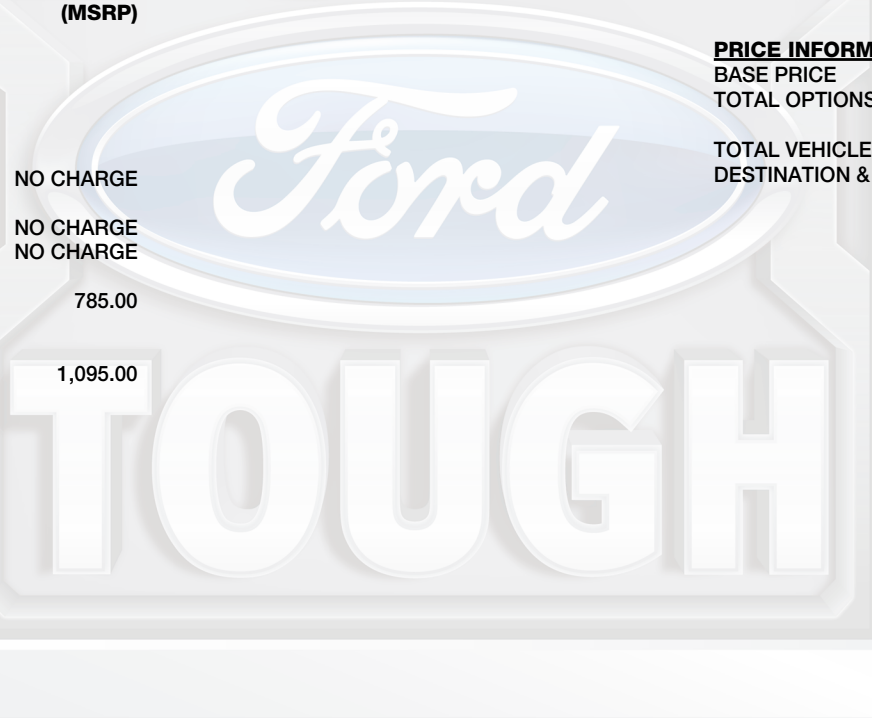 (MSRP)
NO CHARGE
NO CHARGE
NO CHARGE
785.00
1,095.00
PRICE INFORM
BASE PRICE
TOTAL OPTIONS
TOTAL VEHICLE
DESTINATION &
Ford
TOUGH